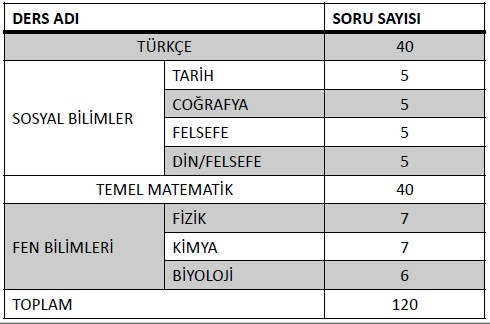 DERS ADI SORU SAYISI
TÜRKÇE 40
SOSYAL BİLİMLER
TARİH 5
COĞRAFYA 5
FELSEFE 5
DİN/FELSEFE 5
TEMEL MATEMATİK 40
FEN BİLİMLERİ
FİZİK 7
KİMYA 7
BİYOLOJİ 6
TOPLAM 120